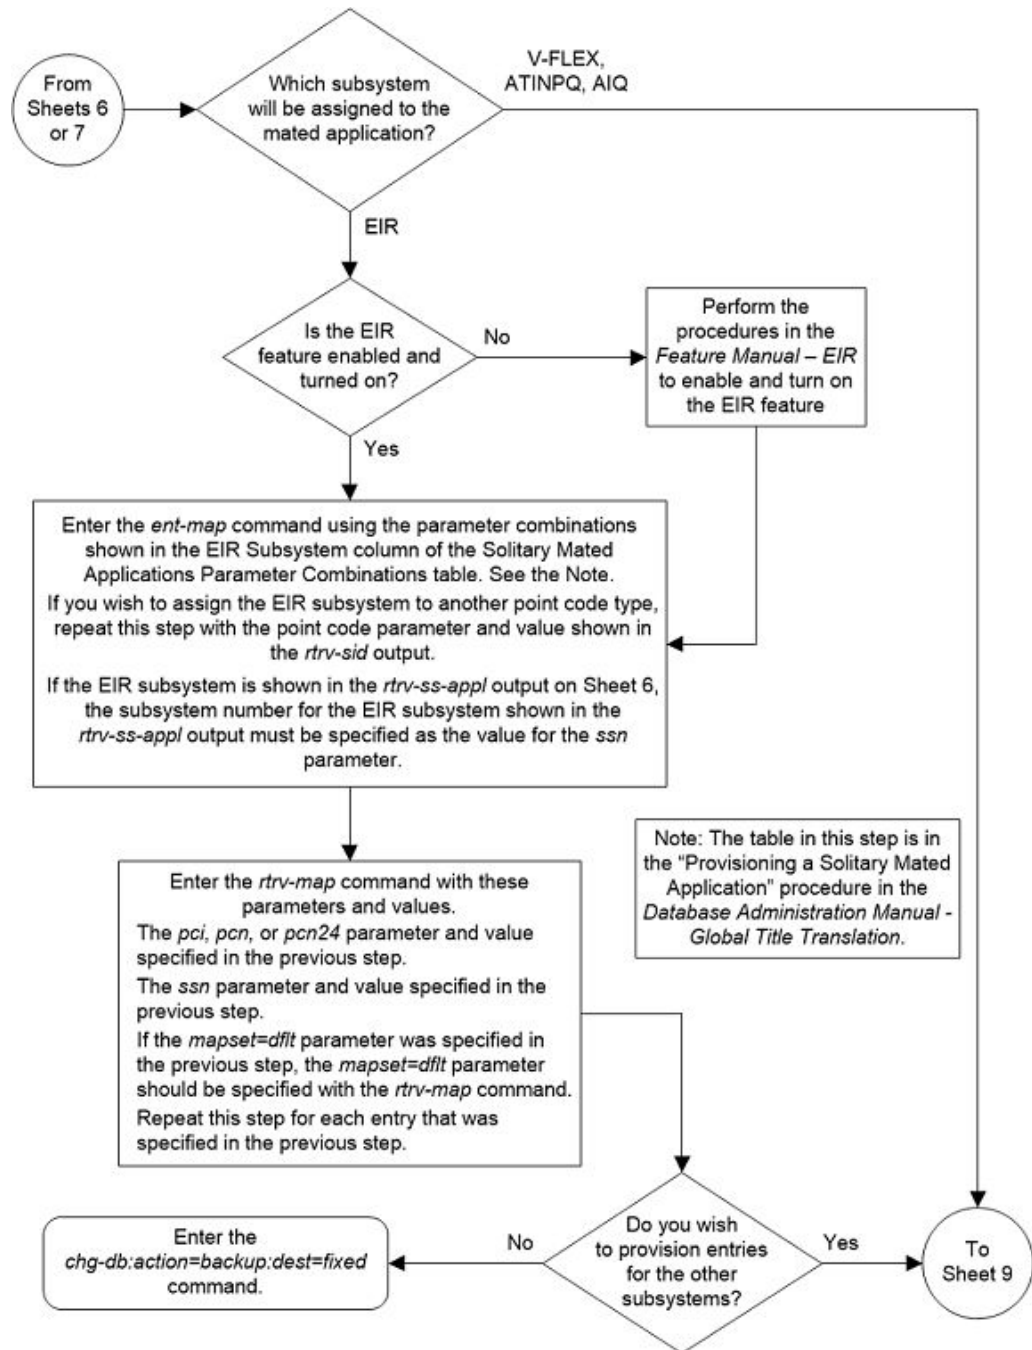 From
Sheets 6
or 7
Which subsystem
will be assigned to the
mated application?
V-FLEX,
ATINPQ, AIQ
EIR
Is the EIR
feature enabled and
turned on?
No
Perform the
procedures in the
Feature Manual – EIR
to enable and turn on
the EIR feature
Yes
Enter the ent-map command using the parameter combinations
shown in the EIR Subsystem column of the Solitary Mated
Applications Parameter Combinations table. See the Note.
If you wish to assign the EIR subsystem to another point code type,
repeat this step with the point code parameter and value shown in
the rtrv-sid output.
If the EIR subsystem is shown in the rtrv-ss-appl output on Sheet 6,
the subsystem number for the EIR subsystem shown in the
rtrv-ss-appl output must be specified as the value for the ssn
parameter.
Note: The table in this step is in
the “Provisioning a Solitary Mated
Application” procedure in the
Database Administration Manual -
Global Title Translation.
Enter the rtrv-map command with these
parameters and values.
The pci, pcn, or pcn24 parameter and value
specified in the previous step.
The ssn parameter and value specified in the
previous step.
If the mapset=dflt parameter was specified in
the previous step, the mapset=dflt parameter
should be specified with the rtrv-map command.
Repeat this step for each entry that was
specified in the previous step.
Do you wish
to provision entries
for the other
subsystems?
No
Yes
Enter the
chg-db:action=backup:dest=fixed
command.
To
Sheet 9